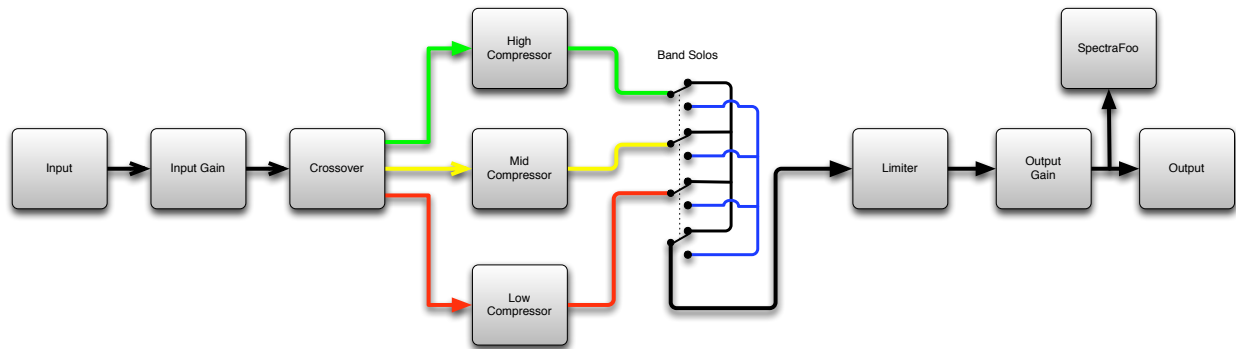 Input
Input Gain
Crossover
High
Compressor
Mid
Compressor
Low
Compressor
Band Solos
Limiter
Output
Gain
SpectraFoo
Output